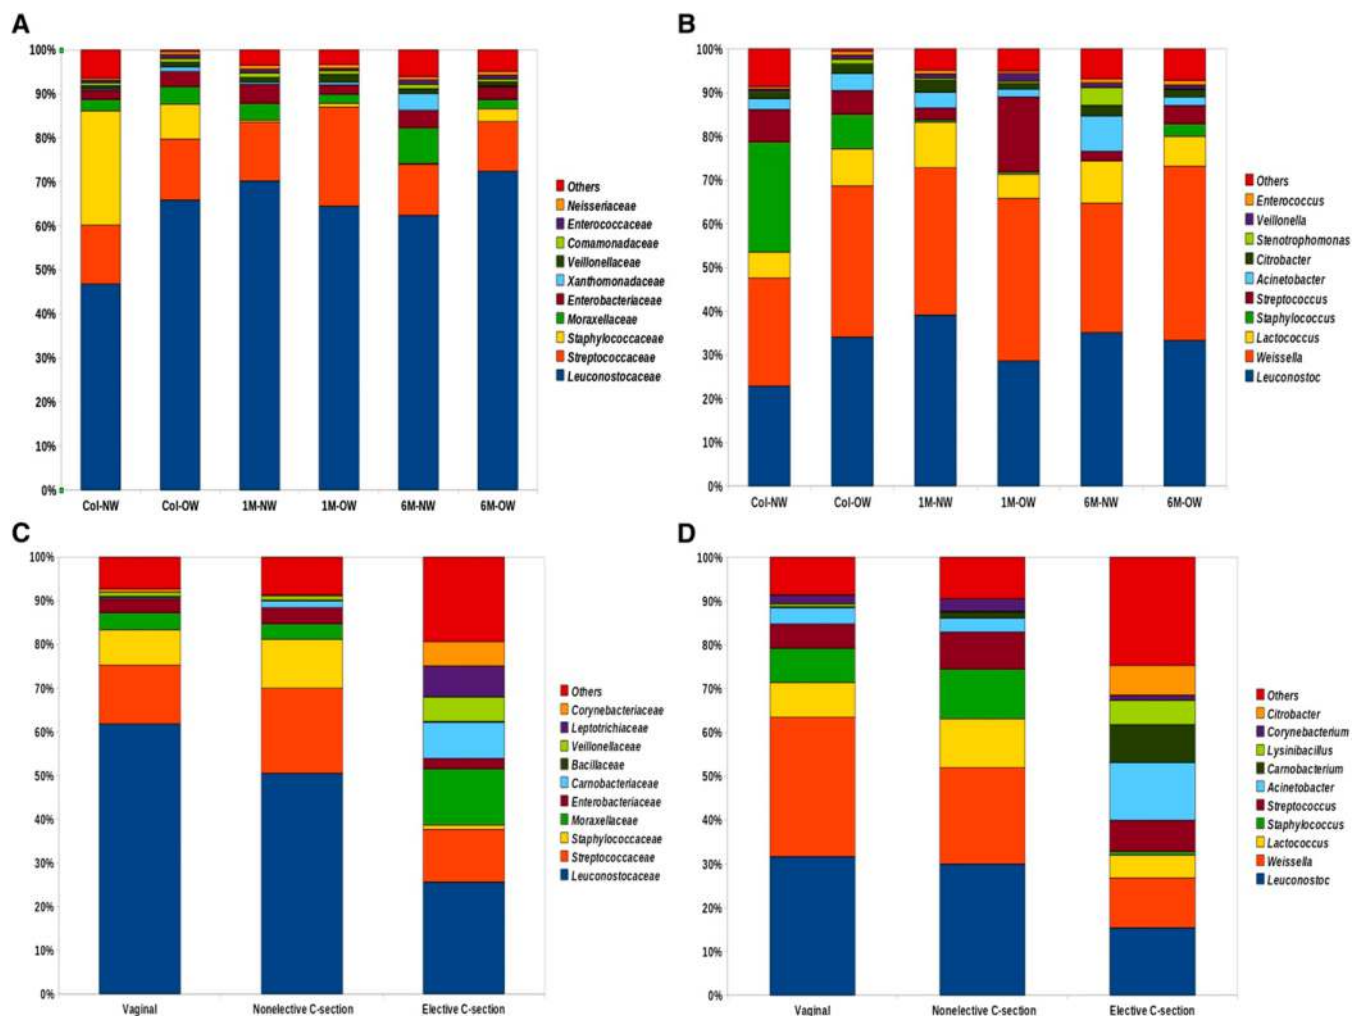 A
100%
90%
80%
70%
60%
50%
40%
30%
20%
10%
0%
Col-NW
Col-OW
1M-NW
1M-OW
6M-NW
6M-OW
Others
Neisseriaceae
Enterococcaceae
Comamonadaceae
Veillonellaceae
Xanthomonadaceae
Enterobacteriaceae
Moraxellaceae
Staphylococcaceae
Streptococcaceae
Leuconostocaceae
B
100%
90%
80%
70%
60%
50%
40%
30%
20%
10%
0%
Col-NW
Col-OW
1M-NW
1M-OW
6M-NW
6M-OW
Others
Enterococcus
Veillonella
Stenotrophomonas
Citrobacter
Acinetobacter
Streptococcus
Staphylococcus
Lactococcus
Weissella
Leuconostoc
C
100%
90%
80%
70%
60%
50%
40%
30%
20%
10%
0%
Vaginal
Nonelective C-section
Elective C-section
Others
Corynebacteriaceae
Leptotrichiaceae
Veillonellaceae
Bacillaceae
Carnobacteriaceae
Enterobacteriaceae
Moraxellaceae
Staphylococcaceae
Streptococcaceae
Leuconostocaceae
D
100%
90%
80%
70%
60%
50%
40%
30%
20%
10%
0%
Vaginal
Nonelective C-section
Elective C-section
Others
Citrobacter
Corynebacterium
Lysinibacillus
Carnobacterium
Acinetobacter
Streptococcus
Staphylococcus
Lactococcus
Weissella
Leuconostoc